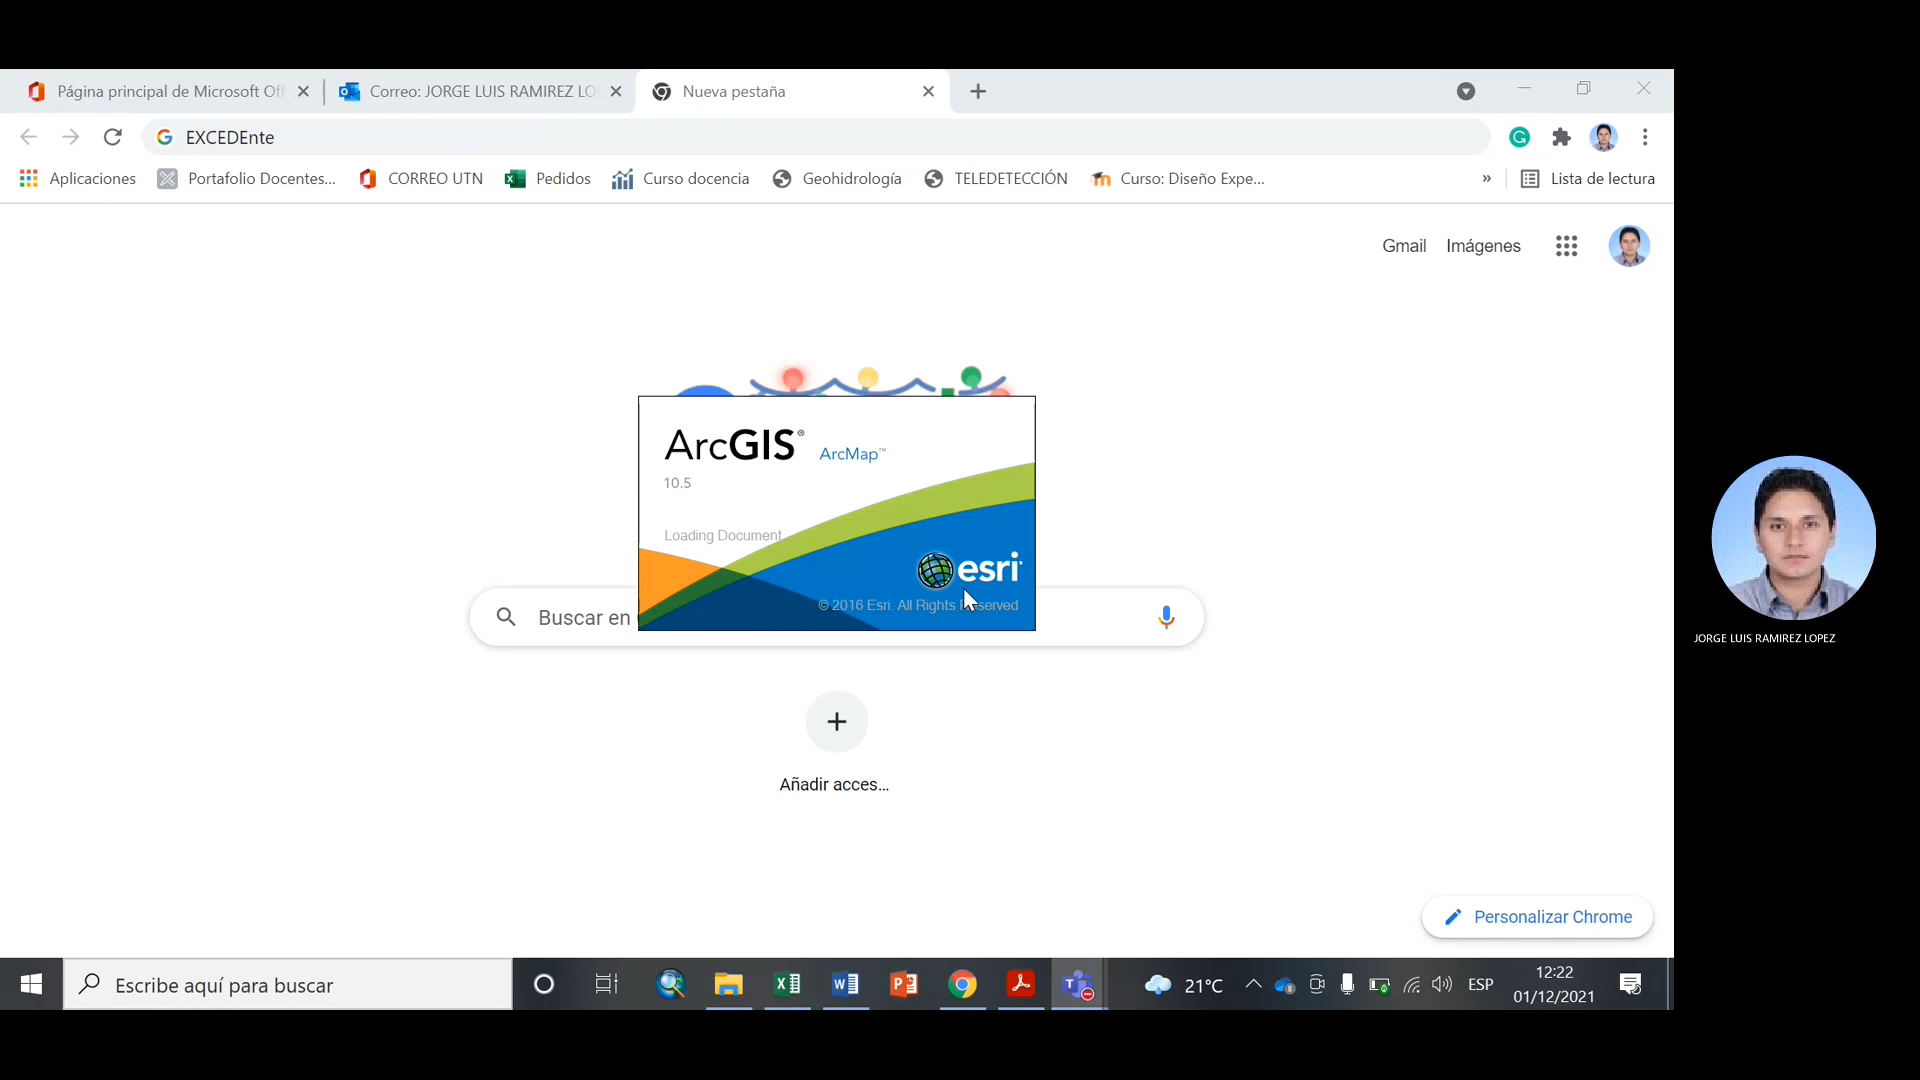 Página principal de Microsoft Off
Correo: JORGE LUIS RAMIREZ LO
Nueva pestaña
EXCEDEnte
Aplicaciones
Portafolio Docentes...
CORREO UTN
Pedidos
Curso docencia
Geohidrología
TELEDETECCIÓN
Curso: Diseño Expe...
»
Lista de lectura
Gmail
Imágenes
ArcGIS® ArcMap™
10.5
Loading Document
esri
© 2016 Esri. All Rights Reserved
Buscar en
Añadir acces...
Personalizar Chrome
JORGE LUIS RAMIREZ LOPEZ
Escribe aquí para buscar
21°C
ESP
12:22
01/12/2021